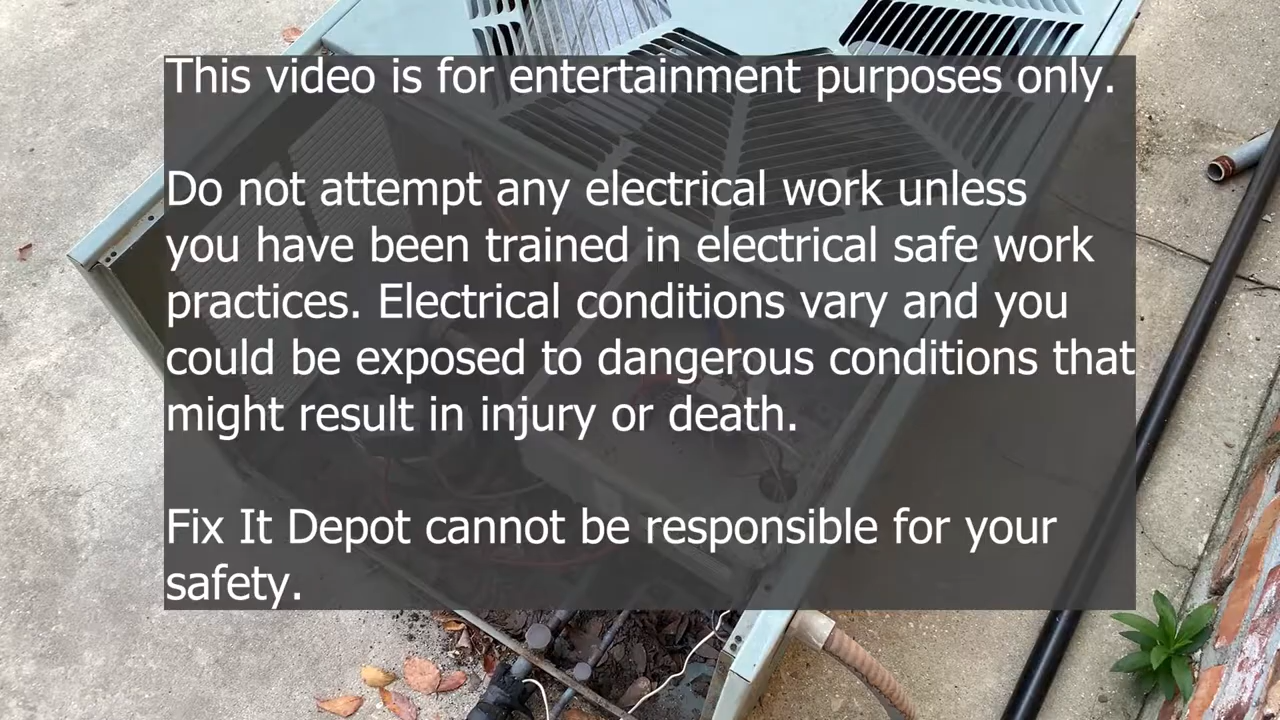 This video is for entertainment purposes only.
Do not attempt any electrical work unless
you have been trained in electrical safe work
practices. Electrical conditions vary and you
could be exposed to dangerous conditions that
might result in injury or death.
Fix It Depot cannot be responsible for your
safety.